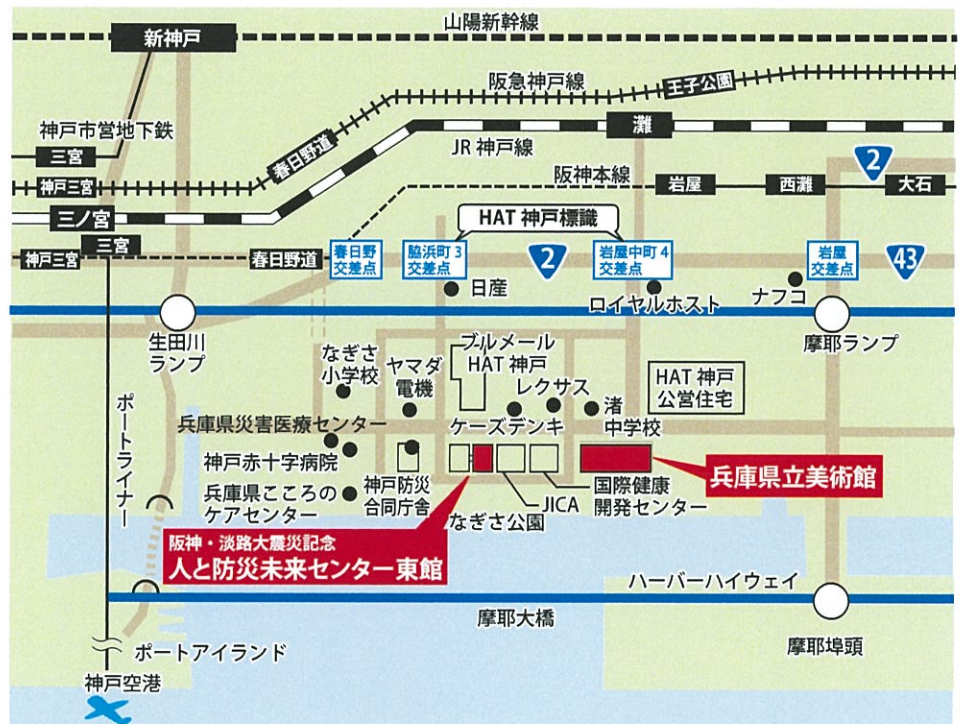 山陽新幹線
新神戸
阪急神戸線
王子公園
神戸市営地下鉄
三宮
春日野道
灘
JR 神戸線
神戸三宮
阪神本線
岩屋
西灘
2
大石
三ノ宮
HAT 神戸標識
三宮
神戸三宮
春日野道
春日野
交差点
脇浜町 3
交差点
2
岩屋中町 4
交差点
岩屋
交差点
43
日産
ロイヤルホスト
ナフコ
生田川
ランプ
摩耶ランプ
なぎさ
小学校
ヤマダ
電機
ブルメール
HAT 神戸
レクサス
HAT 神戸
公営住宅
ポートライナー
兵庫県災害医療センター
ケーズデンキ
渚
中学校
神戸赤十字病院
兵庫県こころの
ケアセンター
神戸防災
合同庁舎
なぎさ公園
JICA
国際健康
開発センター
兵庫県立美術館
阪神・淡路大震災記念
人と防災未来センター東館
ハーバーハイウェイ
摩耶大橋
摩耶埠頭
ポートアイランド
神戸空港